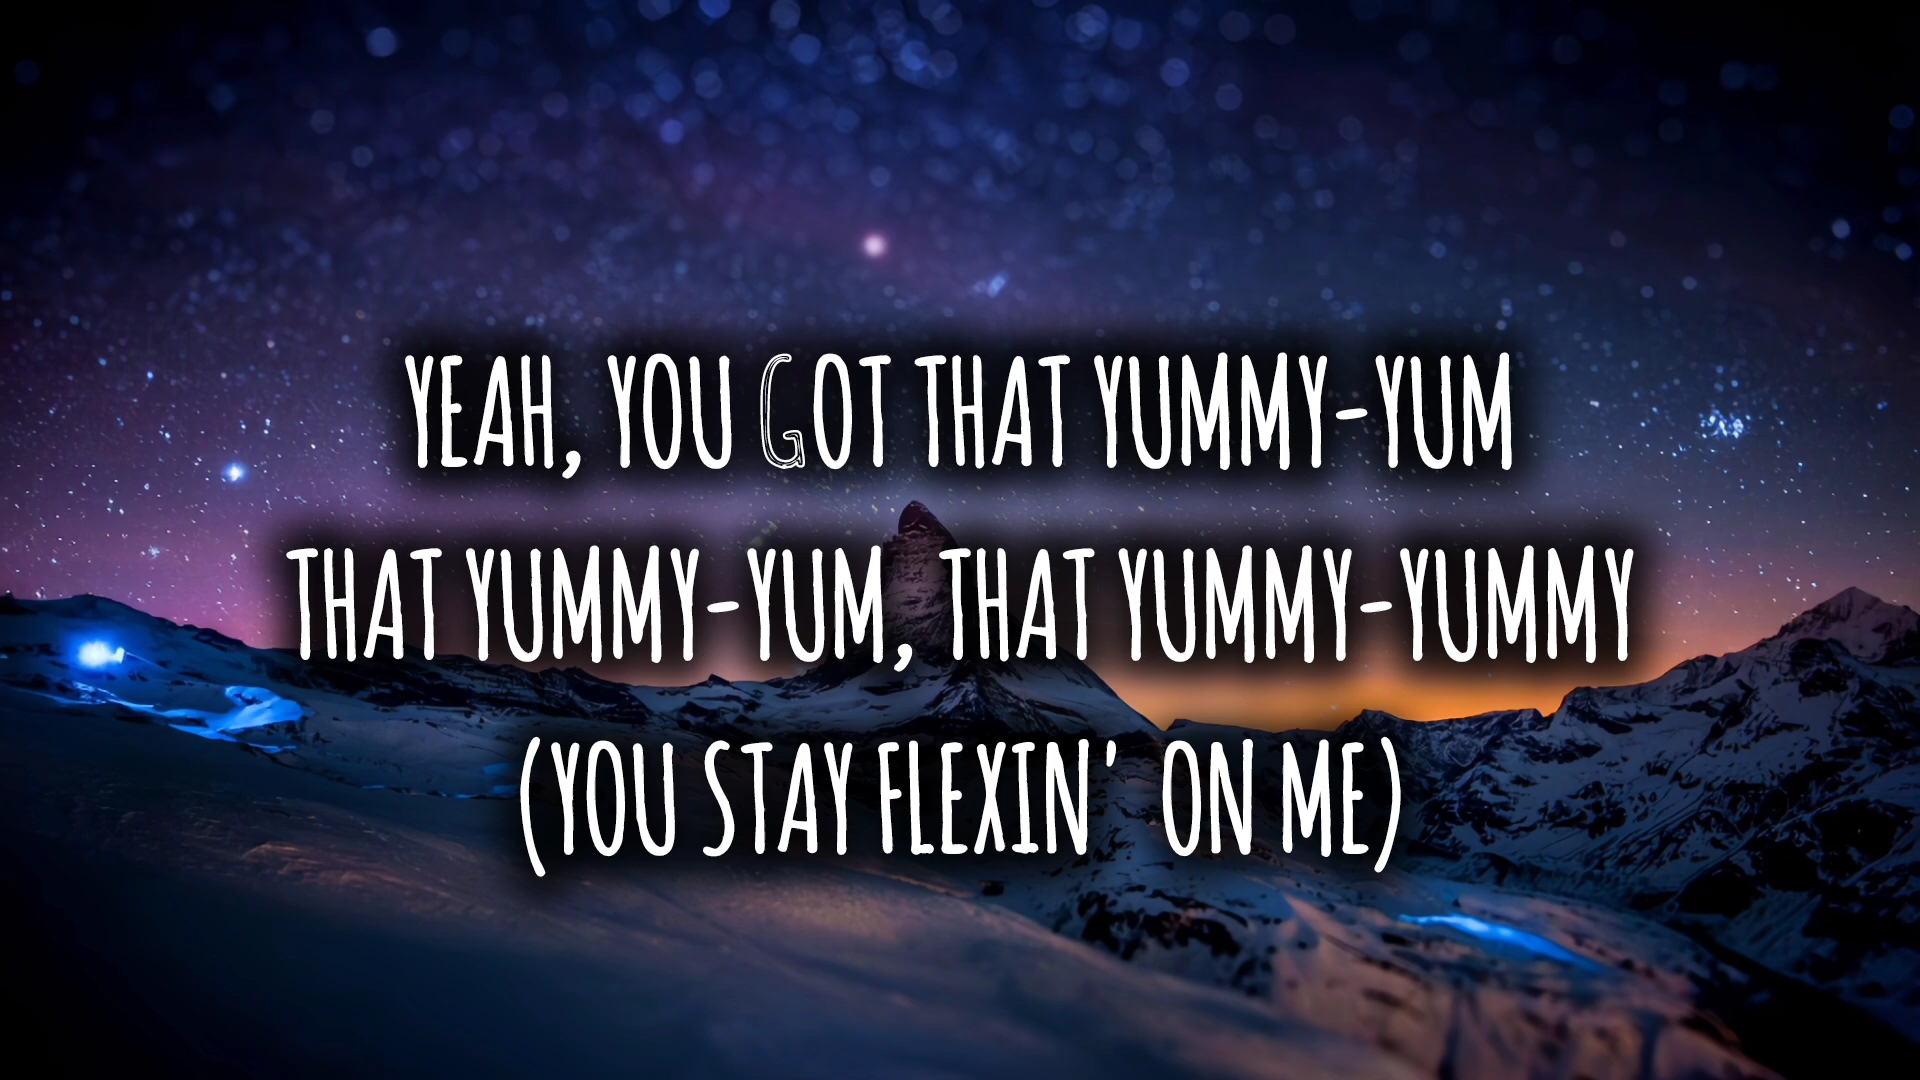 YEAH, YOU GOT THAT YUMMY-YUM
THAT YUMMY-YUM, THAT YUMMY-YUMMY
(YOU STAY FLEXIN' ON ME)